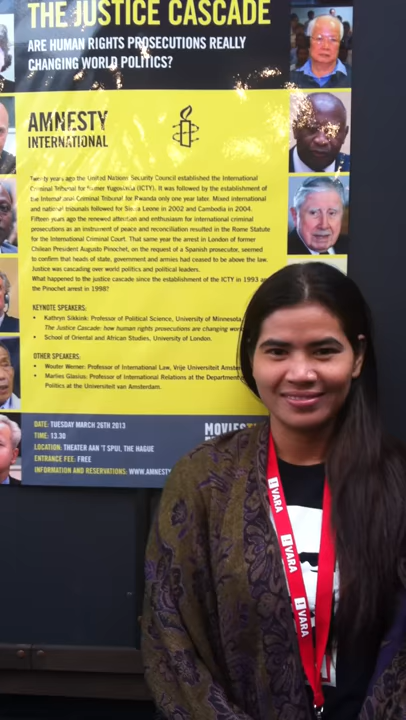 THE JUSTICE CASCADE
ARE HUMAN RIGHTS PROSECUTIONS REALLY
CHANGING WORLD POLITICS?
AMNESTY
INTERNATIONAL
Twenty years ago the United Nations Security Council established the International
Criminal Tribunal for former Yugoslavia (ICTY). It was followed by the establishment of
the International Criminal Tribunal for Rwanda only one year later. Mixed international
and national tribunals followed for Sierra Leone in 2002 and Cambodia in 2004.
Fifteen years ago the renewed attention and enthusiasm for international criminal
prosecutions as an instrument of peace and reconciliation resulted in the Rome Statute
for the International Criminal Court. That same year the arrest in London of former
Chilean President Augusto Pinochet, on the request of a Spanish prosecutor, seemed
to confirm that heads of state, government and armies had ceased to be above the law.
Justice was cascading over world politics and political leaders.
What happened to the justice cascade since the establishment of the ICTY in 1993 an
the Pinochet arrest in 1998?
KEYNOTE SPEAKERS:
• Kathryn Sikkink: Professor of Political Science, University of Minnesota,
The Justice Cascade: how human rights prosecutions are changing wor
• School of Oriental and African Studies, University of London.
OTHER SPEAKERS:
• Wouter Werner: Professor of International Law, Vrije Universiteit Amste
• Marlies Glasius: Professor of International Relations at the Department
Politics at the Universiteit van Amsterdam.
DATE: TUESDAY MARCH 26TH 2013
TIME: 13.30
LOCATION: THEATER AAN 'T SPUI, THE HAGUE
ENTRANCE FEE: FREE
INFORMATION AND RESERVATIONS: WWW.AMNEST
MOVIES
VARA
VARA
VARA